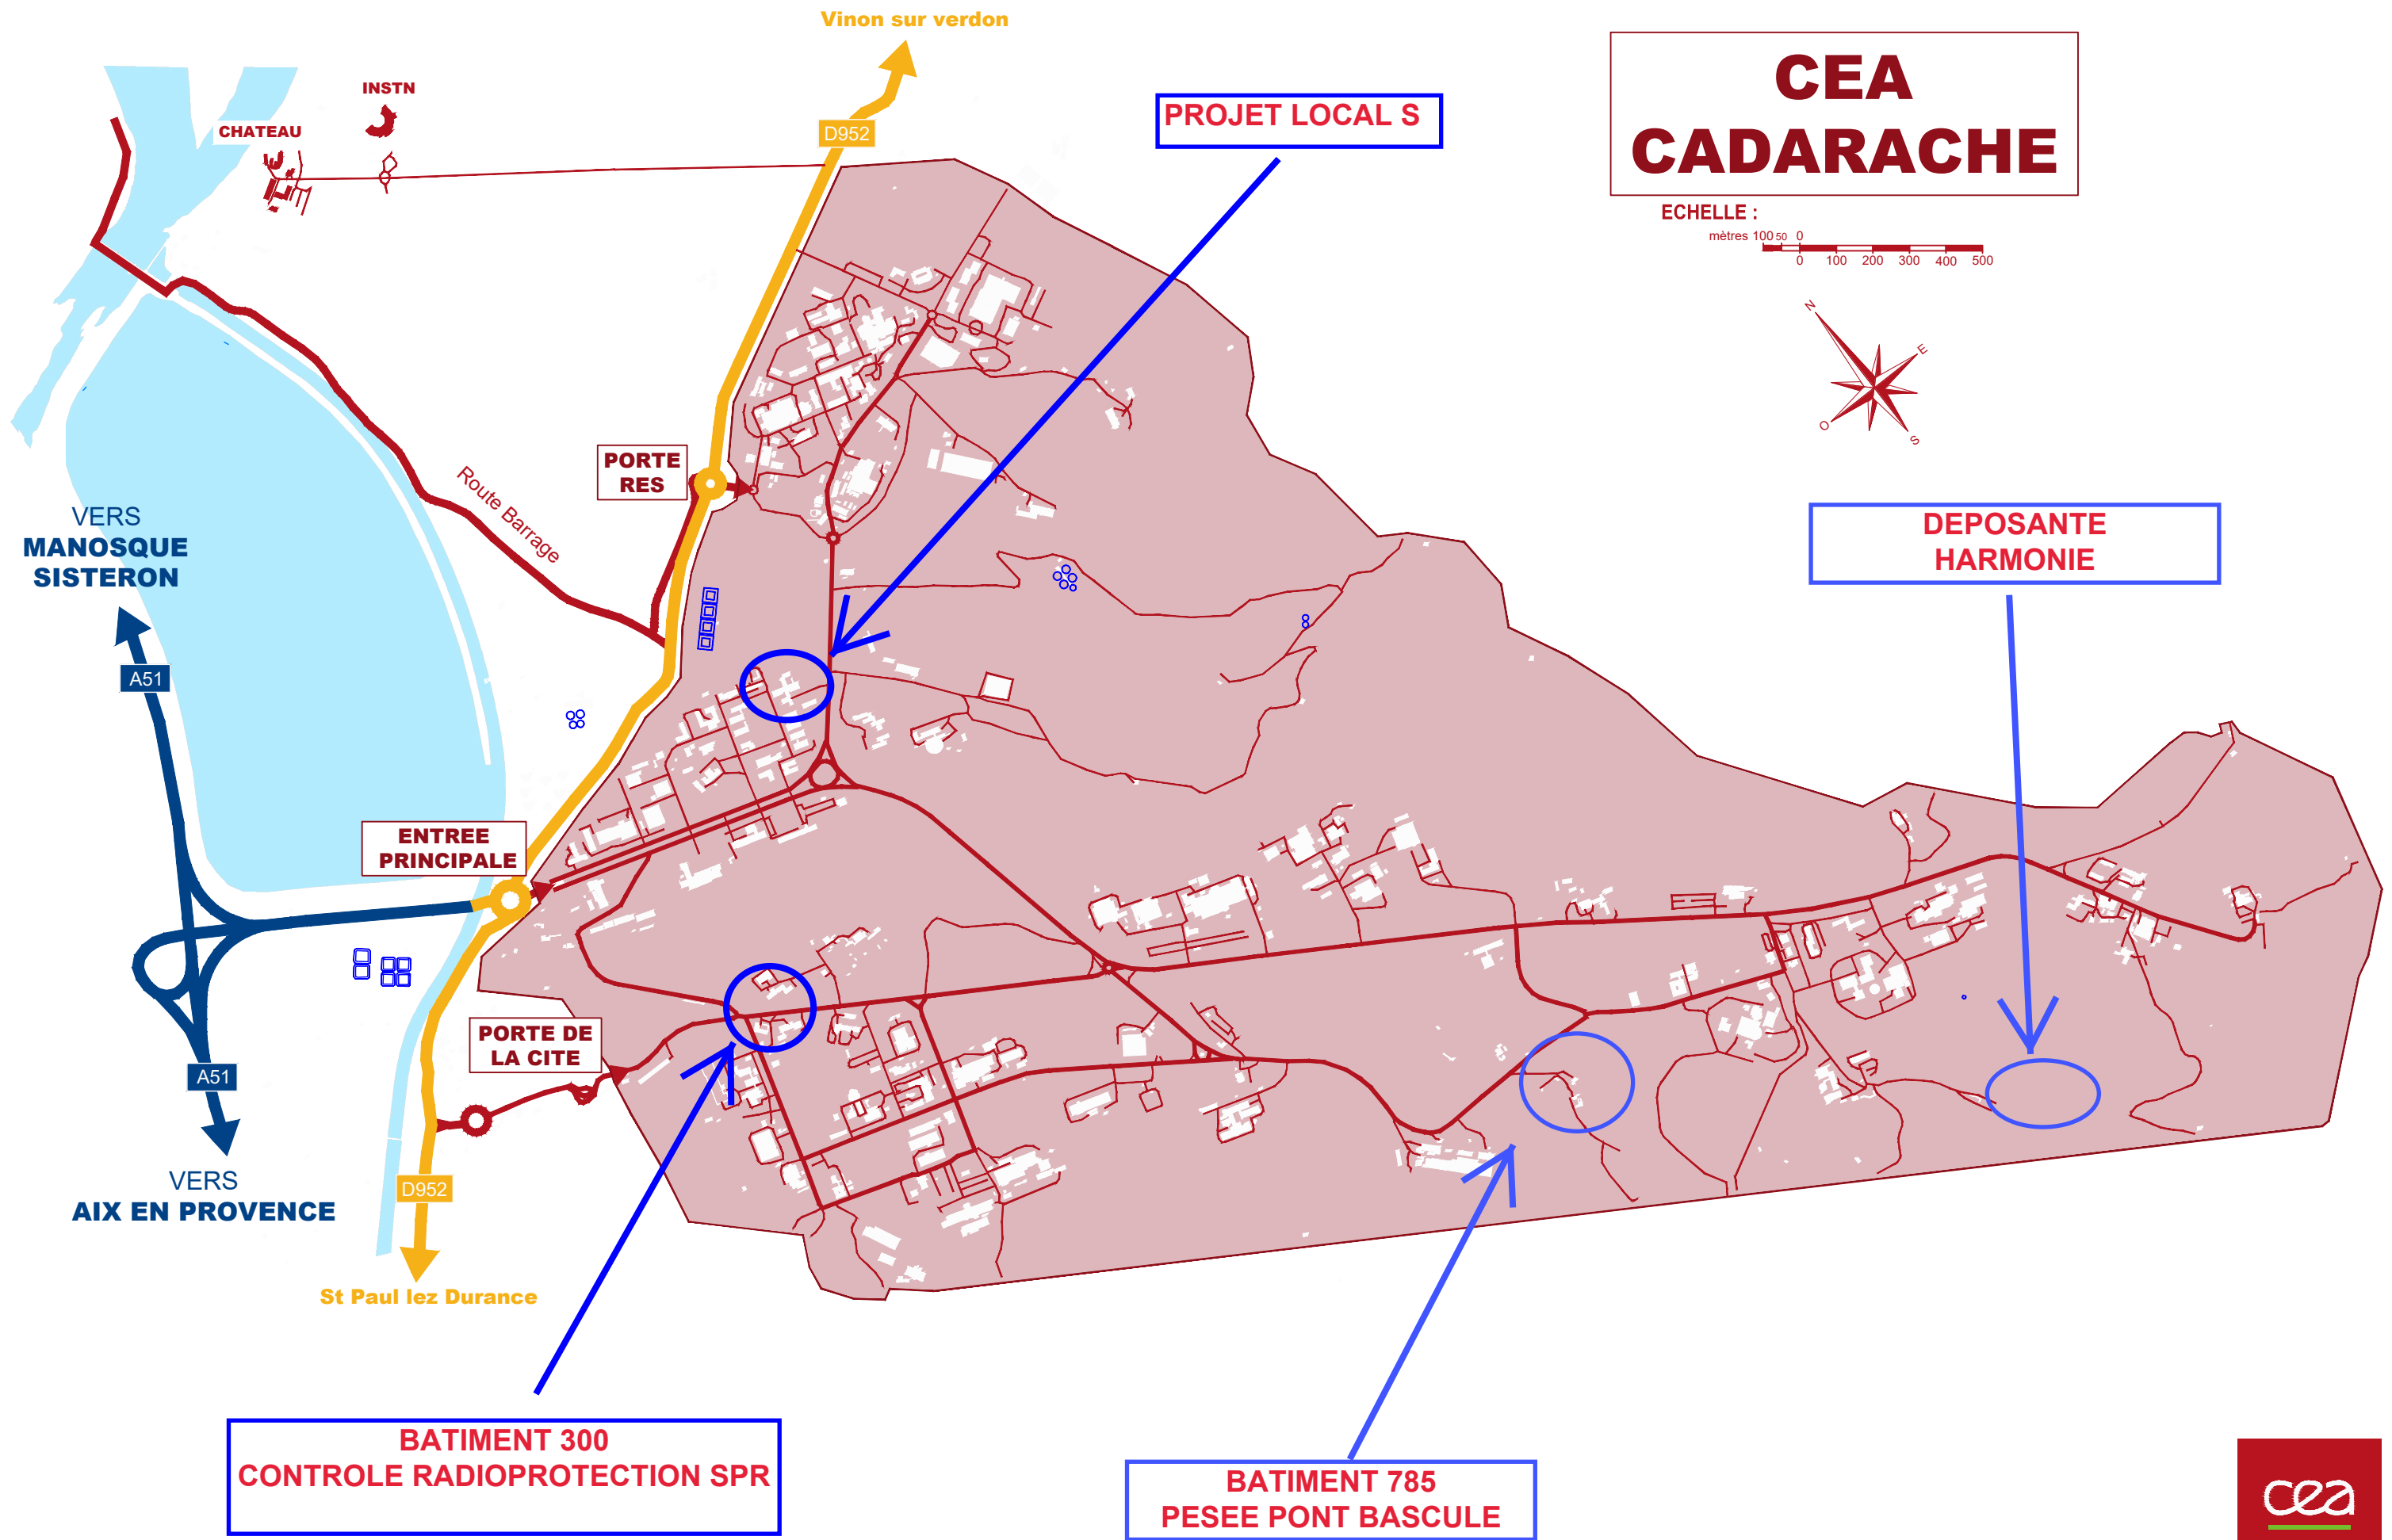 Vinon sur verdon
D952
INSTN
CHATEAU
PROJET LOCAL S
CEA
CADARACHE
ECHELLE :
mètres 100 50 0
0 100 200 300 400 500
N
E
O
S
PORTE
RES
Route Barrage
VERS
MANOSQUE
SISTERON
A51
DEPOSANTE
HARMONIE
ENTREE
PRINCIPALE
PORTE DE
LA CITE
A51
VERS
AIX EN PROVENCE
D952
St Paul lez Durance
BATIMENT 300
CONTROLE RADIOPROTECTION SPR
BATIMENT 785
PESEE PONT BASCULE
cea